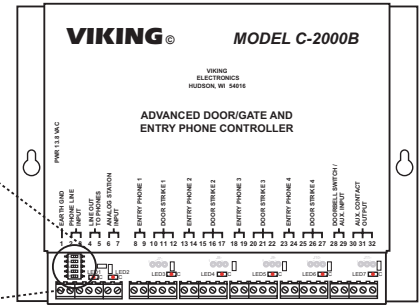 VIKING © MODEL C-2000B
VIKING
ELECTRONICS
HUDSON, WI 54016
ADVANCED DOOR/GATE AND
ENTRY PHONE CONTROLLER
PWR 13.8 VAC
EARTH GND
PHONE LINE
INPUT
LINE OUT
TO PHONES
ANALOG STATION
INPUT
ENTRY PHONE 1
DOOR STRIKE 1
ENTRY PHONE 2
DOOR STRIKE 2
ENTRY PHONE 3
DOOR STRIKE 3
ENTRY PHONE 4
DOOR STRIKE 4
DOORBELL SWITCH /
AUX. INPUT
AUX. CONTACT
OUTPUT
1 2 3 4 5 6 7 8 9 10 11 12 13 14 15 16 17 18 19 20 21 22 23 24 25 26 27 28 29 30 31 32
LED1 LED2 LED3 LED4 LED5 LED6 LED7